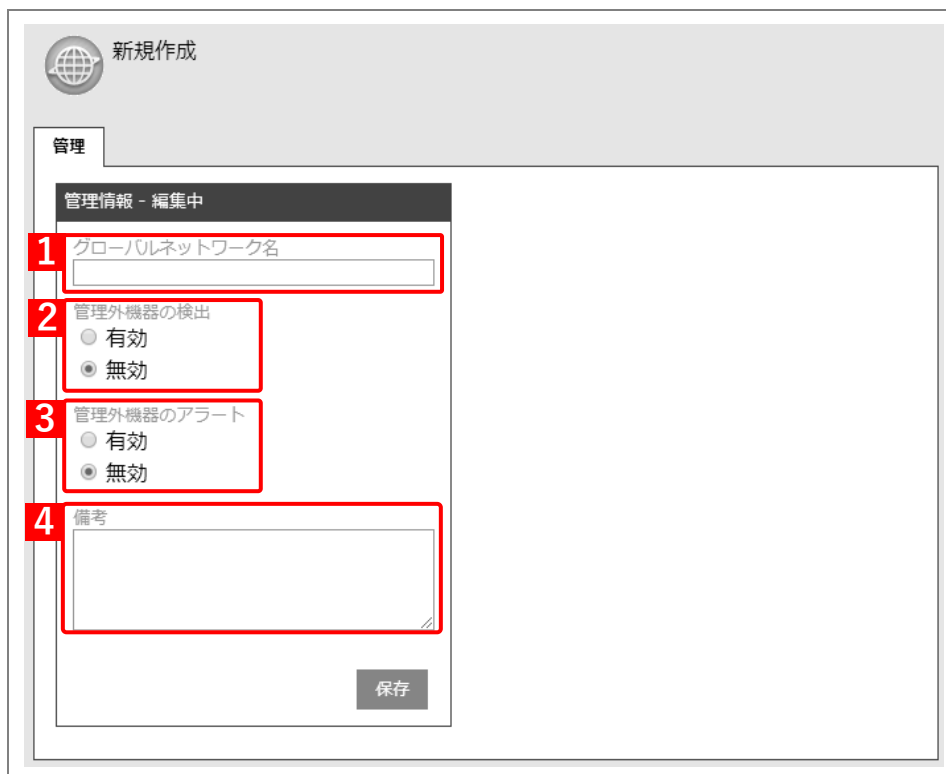 新規作成
管理
管理情報 - 編集中
1
グローバルネットワーク名
2
管理外機器の検出
有効
無効
3
管理外機器のアラート
有効
無効
4
備考
保存